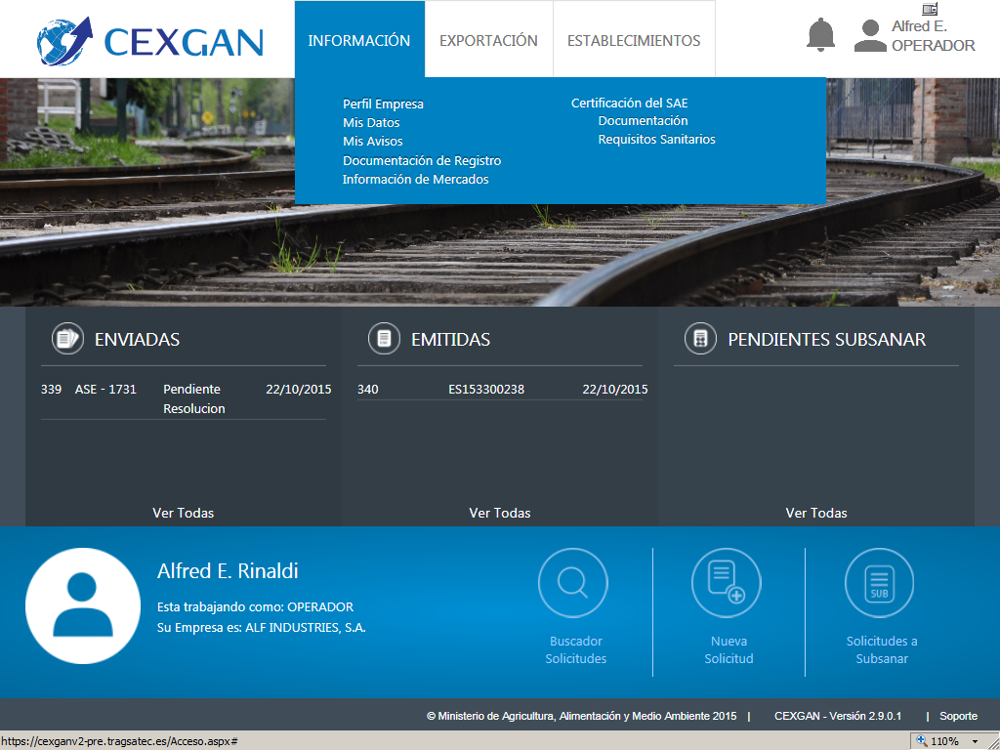 CEXGAN
INFORMACIÓN
EXPORTACIÓN
ESTABLECIMIENTOS
Alfred E.
OPERADOR
Perfil Empresa
Mis Datos
Mis Avisos
Documentación de Registro
Información de Mercados
Certificación del SAE
Documentación
Requisitos Sanitarios
ENVIADAS
339 ASE - 1731 Pendiente 22/10/2015
Resolucion
Ver Todas
EMITIDAS
340 ES153300238 22/10/2015
Ver Todas
PENDIENTES SUBSANAR
Ver Todas
Alfred E. Rinaldi
Esta trabajando como: OPERADOR
Su Empresa es: ALF INDUSTRIES, S.A.
Buscador
Solicitudes
Nueva
Solicitud
SUB
Solicitudes a
Subsanar
© Ministerio de Agricultura, Alimentación y Medio Ambiente 2015 | CEXGAN - Versión 2.9.0.1 | Soporte
https://cexganv2-pre.tragsatec.es/Acceso.aspx#
110%